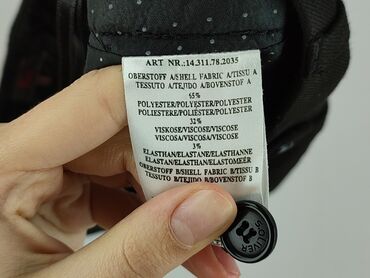 ART NR.:14.311.78.2035
OBERSTOFF A/SHELL FABRIC A/TISSU A
TESSUTO A/TEJIDO A/BOVENSTOF A
65%
POLYESTER/POLYESTER/POLYESTER
POLIESTERE/POLIÉSTER/POLYESTER
32%
VISKOSE/VISCOSE/VISCOSE
VISCOSA/VISCOSA/VISCOSE
3%
ELASTHAN/ELASTANE/ELASTHANNE
ELASTAN/ELASTANO/ELASTOMEER
OBERSTOFF B/SHELL FABRIC B/TISSU B
TESSUTO B/TEJIDO B/BOVENSTOF B
S.OLIVER